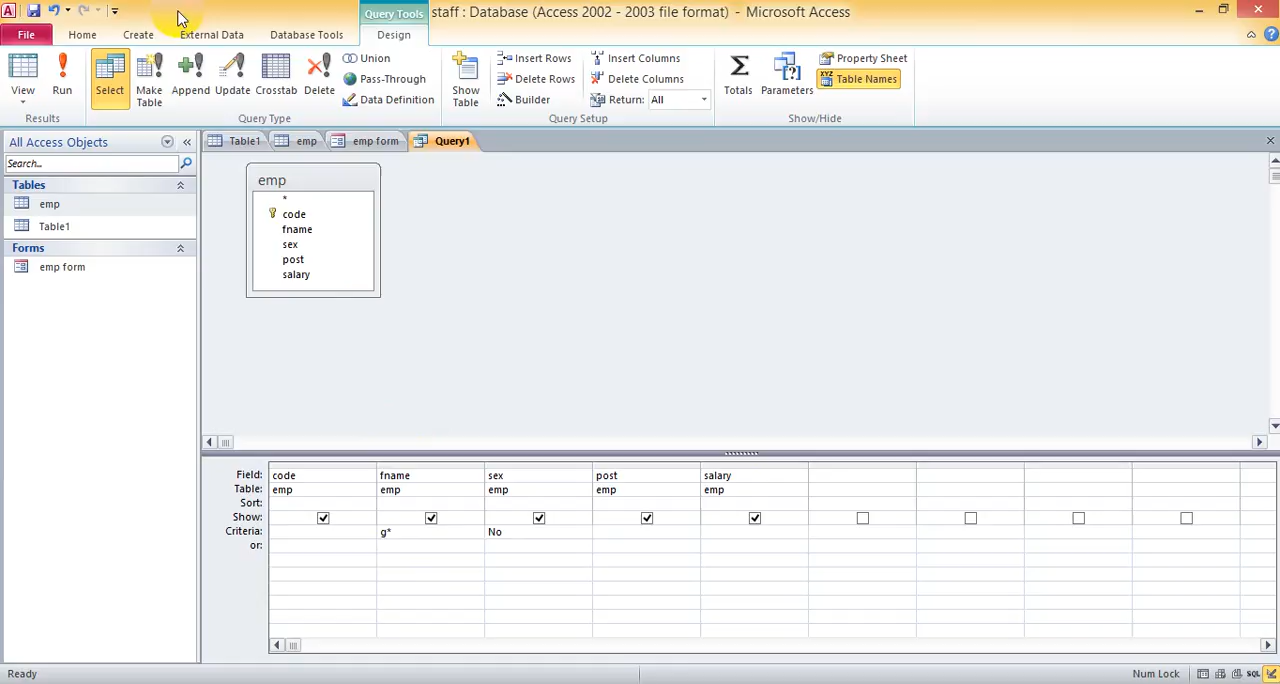 Query Tools staff : Database (Access 2002 - 2003 file format) - Microsoft Access
File Home Create External Data Database Tools Design
View Run Select Make Table Append Update Crosstab Delete
Union
Pass-Through
Data Definition
Show Table
Insert Rows
Delete Rows
Builder
Insert Columns
Delete Columns
Return: All
Totals Parameters
Property Sheet
XYZ Table Names
Results Query Type Query Setup Show/Hide
All Access Objects
Search...
Tables
emp
Table1
Forms
emp form
Table1 emp emp form Query1
emp
*
code
fname
sex
post
salary
Field: code fname sex post salary
Table: emp emp emp emp emp
Sort:
Show:
Criteria: g* No
or:
Ready Num Lock SQL